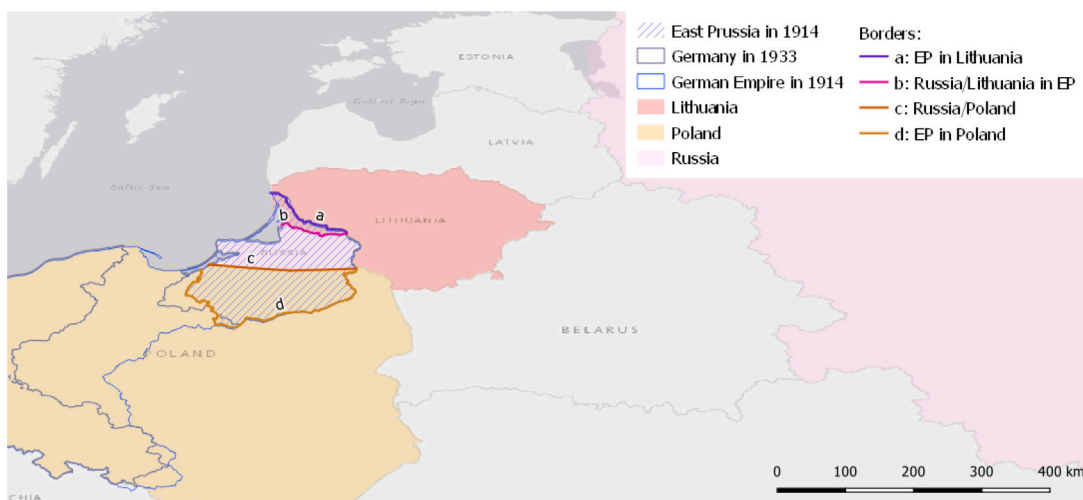 East Prussia in 1914
Germany in 1933
German Empire in 1914
Lithuania
Poland
Russia
Borders:
a: EP in Lithuania
b: Russia/Lithuania in EP
c: Russia/Poland
d: EP in Poland
ESTONIA
Gulf of Riga
LATVIA
Baltic Sea
b
a
LITHUANIA
RUSSIA
c
d
BELARUS
POLAND
CHIA
0 100 200 300 400 km